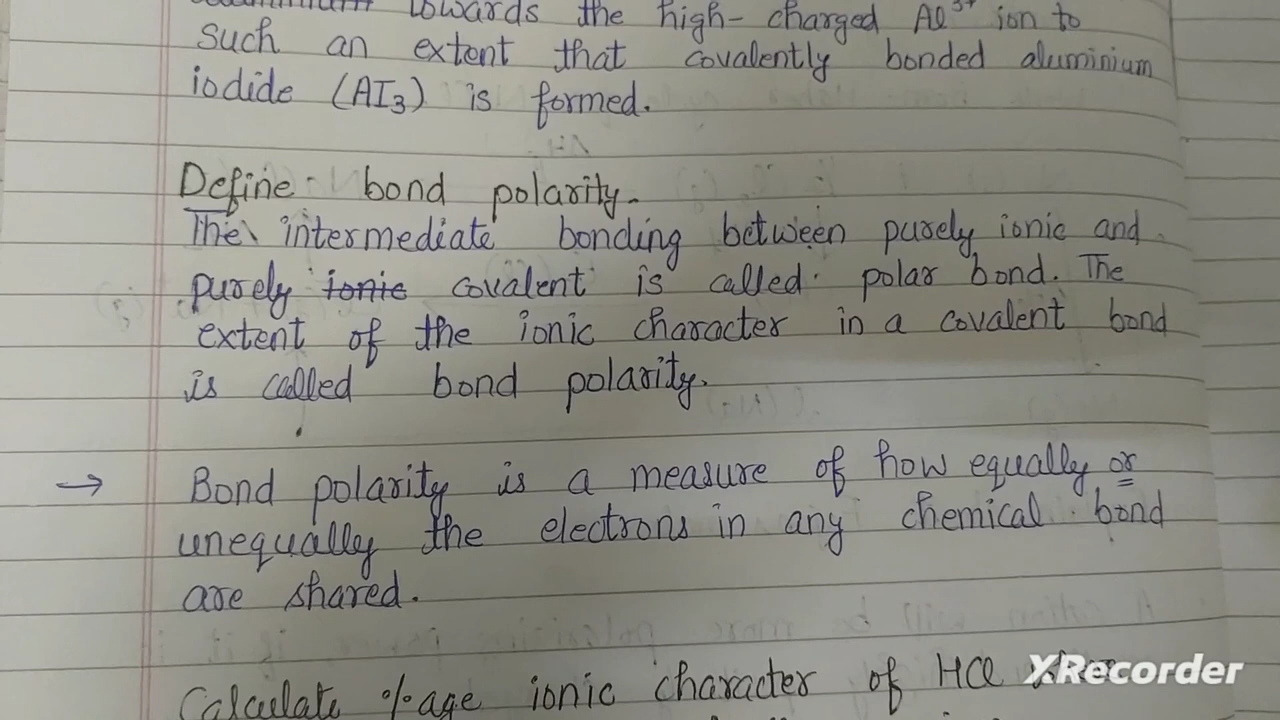 towards the high-charged Al³⁺ ion to
such an extent that covalently bonded aluminium
iodide (AI₃) is formed.
Define bond polarity.
The intermediate bonding between purely ionic and
purely ionic covalent is called polar bond. The
extent of the ionic character in a covalent bond
is called bond polarity.
→ Bond polarity is a measure of how equally or
unequally the electrons in any chemical bond
are shared.
Calculate %age ionic character of HCl
XRecorder